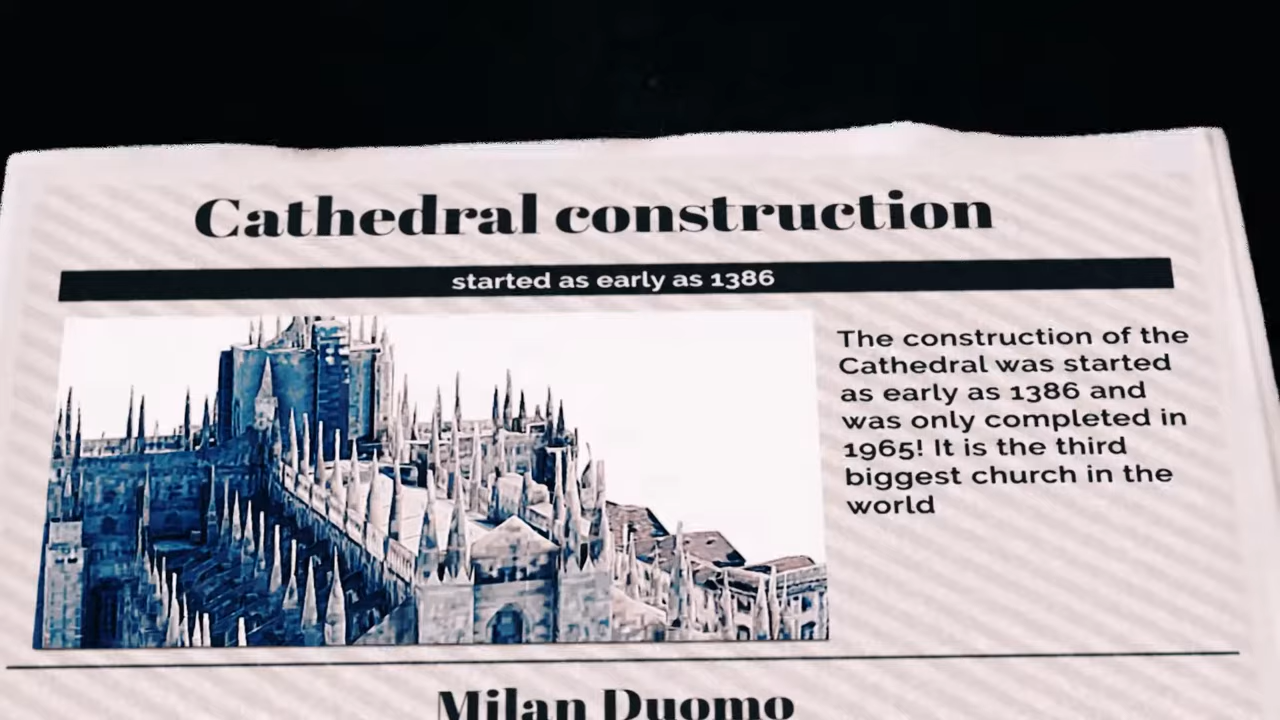 Cathedral construction
started as early as 1386
The construction of the
Cathedral was started
as early as 1386 and
was only completed in
1965! It is the third
biggest church in the
world
Milan Duomo